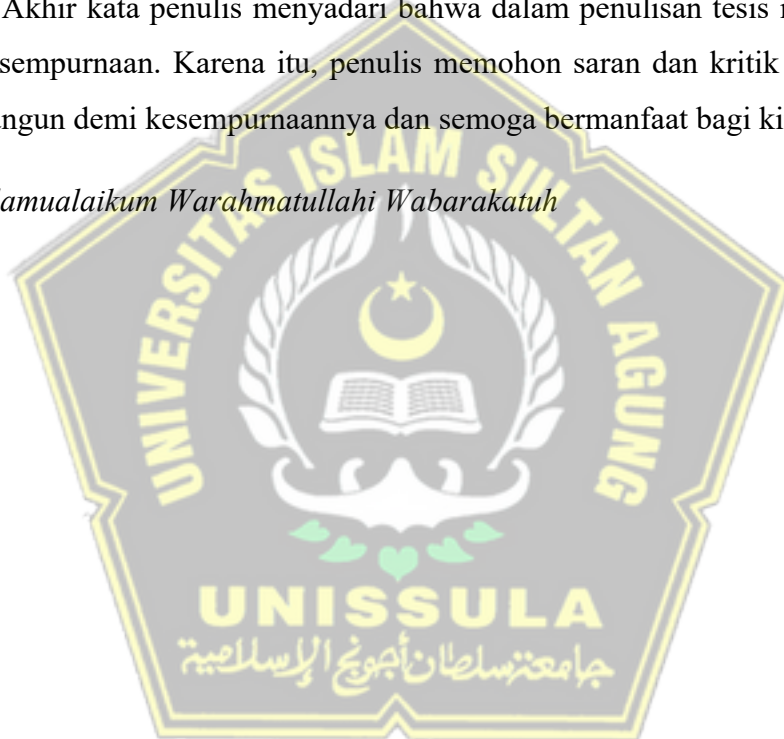 Akhir kata penulis menyadari bahwa dalam penulisan tesis
sempurnaan. Karena itu, penulis memohon saran dan kritik
ngun demi kesempurnaannya dan semoga bermanfaat bagi
amualaikum Warahmatullahi Wabarakatuh
UNIVERSITAS ISLAM SULTAN AGUNG
UNISSULA
جامعة سلطان أجونج الإسلامية